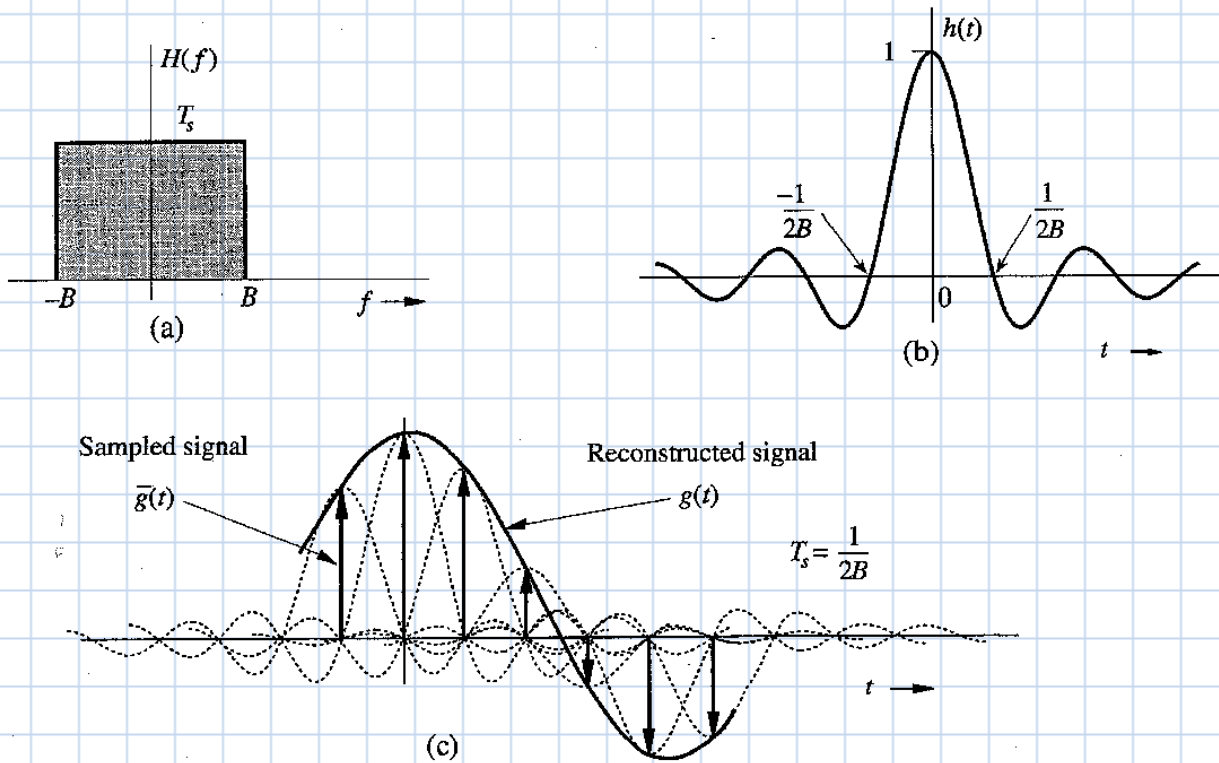 H(f)
T_s
-B
B
f
(a)
h(t)
1
-1/2B
1/2B
0
(b)
t
Sampled signal
g̅(t)
Reconstructed signal
g(t)
T_s = 1/2B
t
(c)